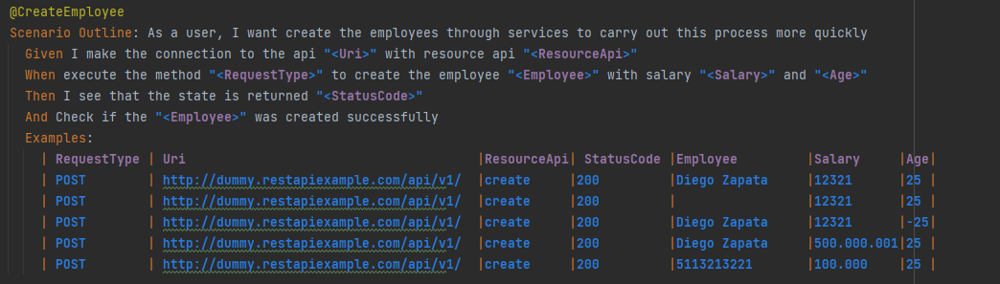 @CreateEmployee
Scenario Outline: As a user, I want create the employees through services to carry out this process more quickly
Given I make the connection to the api "<Uri>" with resource api "<ResourceApi>"
When execute the method "<RequestType>" to create the employee "<Employee>" with salary "<Salary>" and "<Age>"
Then I see that the state is returned "<StatusCode>"
And Check if the "<Employee>" was created successfully
Examples:
| RequestType | Uri |ResourceApi| StatusCode |Employee |Salary |Age|
| POST | http://dummy.restapiexample.com/api/v1/ |create |200 |Diego Zapata |12321 |25 |
| POST | http://dummy.restapiexample.com/api/v1/ |create |200 | |12321 |25 |
| POST | http://dummy.restapiexample.com/api/v1/ |create |200 |Diego Zapata |12321 |-25|
| POST | http://dummy.restapiexample.com/api/v1/ |create |200 |Diego Zapata |500.000.001|25 |
| POST | http://dummy.restapiexample.com/api/v1/ |create |200 |5113213221 |100.000 |25 |